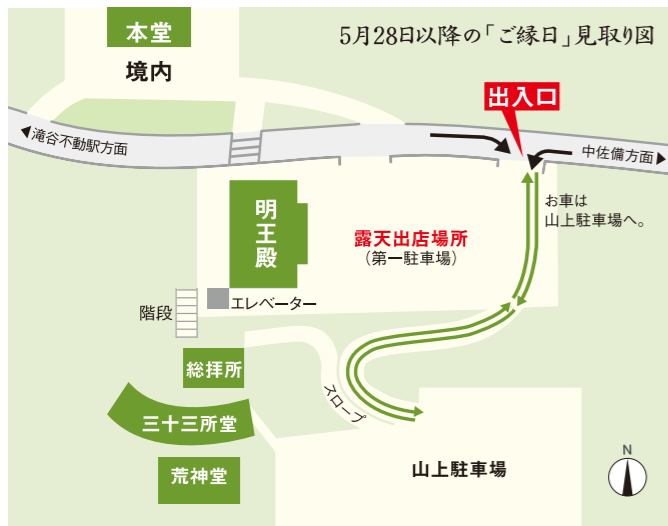 本堂
境内
5月28日以降の「ご縁日」見取り図
出入口
滝谷不動駅方面
中佐備方面
お車は
山上駐車場へ。
明王殿
露天出店場所
（第一駐車場）
エレベーター
階段
総拝所
スロープ
三十三所堂
荒神堂
山上駐車場
N